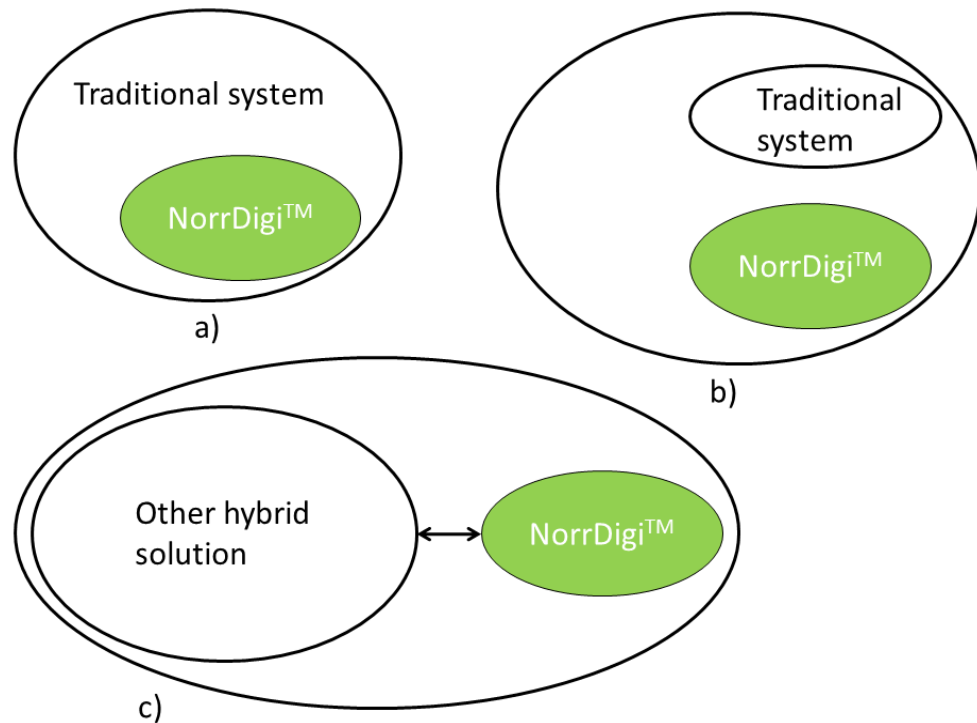 Traditional system
NorrDigi™
a)
Traditional
system
NorrDigi™
b)
Other hybrid
solution
NorrDigi™
c)